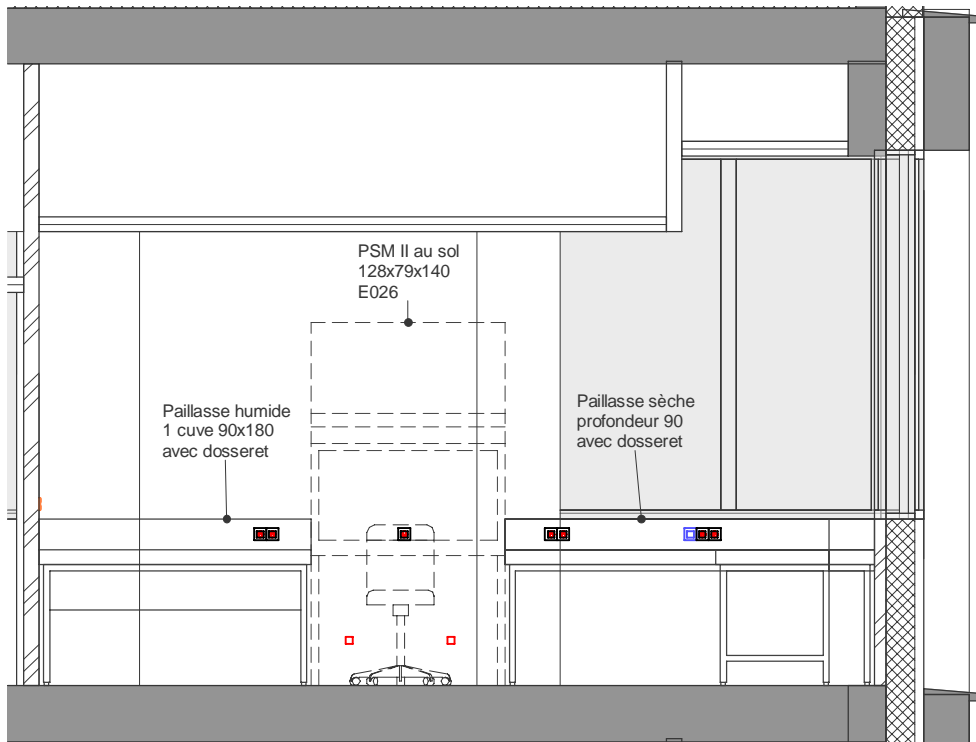 PSM II au sol
128x79x140
E026
Paillasse humide
1 cuve 90x180
avec dosseret
Paillasse sèche
profondeur 90
avec dosseret